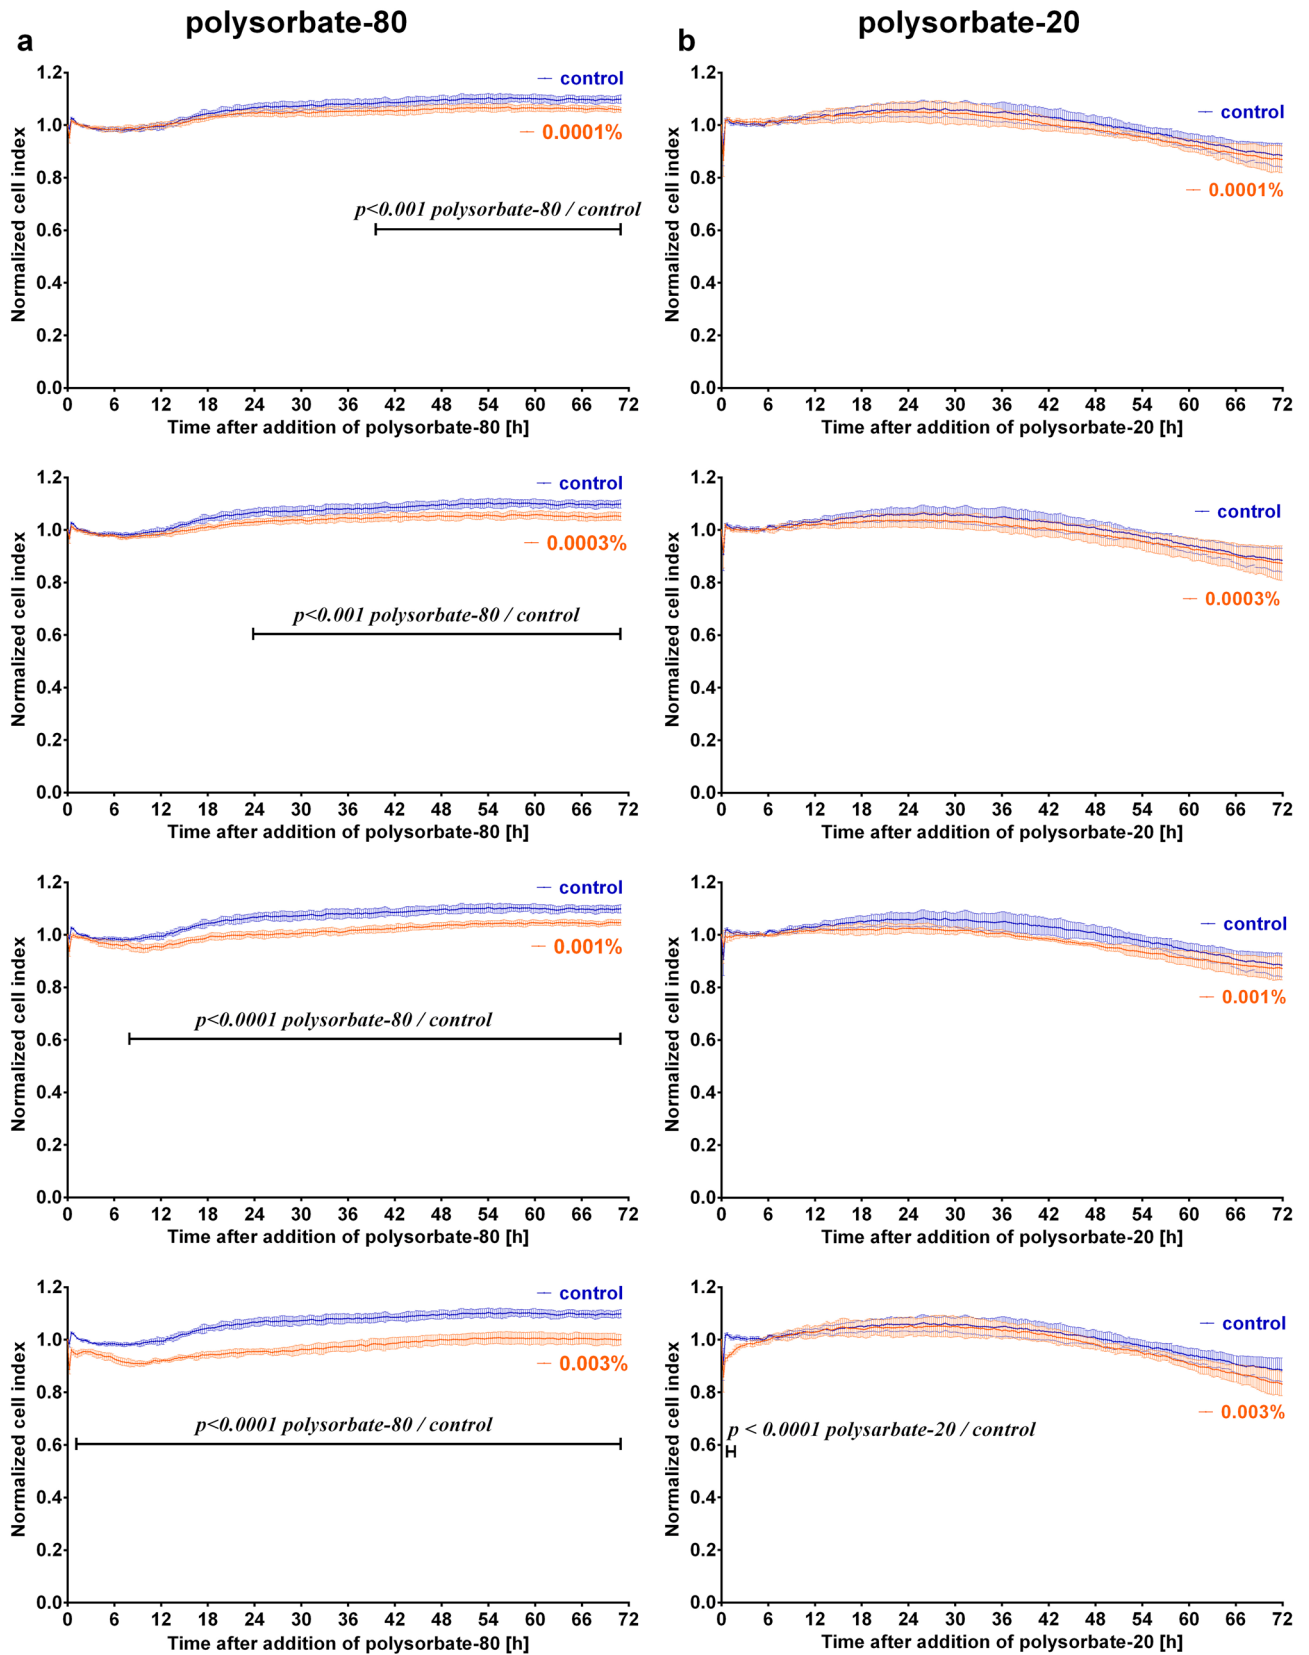 polysorbate-80
polysorbate-20
a
b
1.2
1.0
0.8
0.6
0.4
0.2
0.0
Normalized cell index
control
0.0001%
p<0.001 polysorbate-80 / control
0 6 12 18 24 30 36 42 48 54 60 66 72
Time after addition of polysorbate-80 [h]
1.2
1.0
0.8
0.6
0.4
0.2
0.0
Normalized cell index
control
0.0001%
0 6 12 18 24 30 36 42 48 54 60 66 72
Time after addition of polysorbate-20 [h]
1.2
1.0
0.8
0.6
0.4
0.2
0.0
Normalized cell index
control
0.0003%
p<0.001 polysorbate-80 / control
0 6 12 18 24 30 36 42 48 54 60 66 72
Time after addition of polysorbate-80 [h]
1.2
1.0
0.8
0.6
0.4
0.2
0.0
Normalized cell index
control
0.0003%
0 6 12 18 24 30 36 42 48 54 60 66 72
Time after addition of polysorbate-20 [h]
1.2
1.0
0.8
0.6
0.4
0.2
0.0
Normalized cell index
control
0.001%
p<0.0001 polysorbate-80 / control
0 6 12 18 24 30 36 42 48 54 60 66 72
Time after addition of polysorbate-80 [h]
1.2
1.0
0.8
0.6
0.4
0.2
0.0
Normalized cell index
control
0.001%
0 6 12 18 24 30 36 42 48 54 60 66 72
Time after addition of polysorbate-20 [h]
1.2
1.0
0.8
0.6
0.4
0.2
0.0
Normalized cell index
control
0.003%
p<0.0001 polysorbate-80 / control
0 6 12 18 24 30 36 42 48 54 60 66 72
Time after addition of polysorbate-80 [h]
1.2
1.0
0.8
0.6
0.4
0.2
0.0
Normalized cell index
control
0.003%
p < 0.0001 polysarbate-20 / control
0 6 12 18 24 30 36 42 48 54 60 66 72
Time after addition of polysorbate-20 [h]